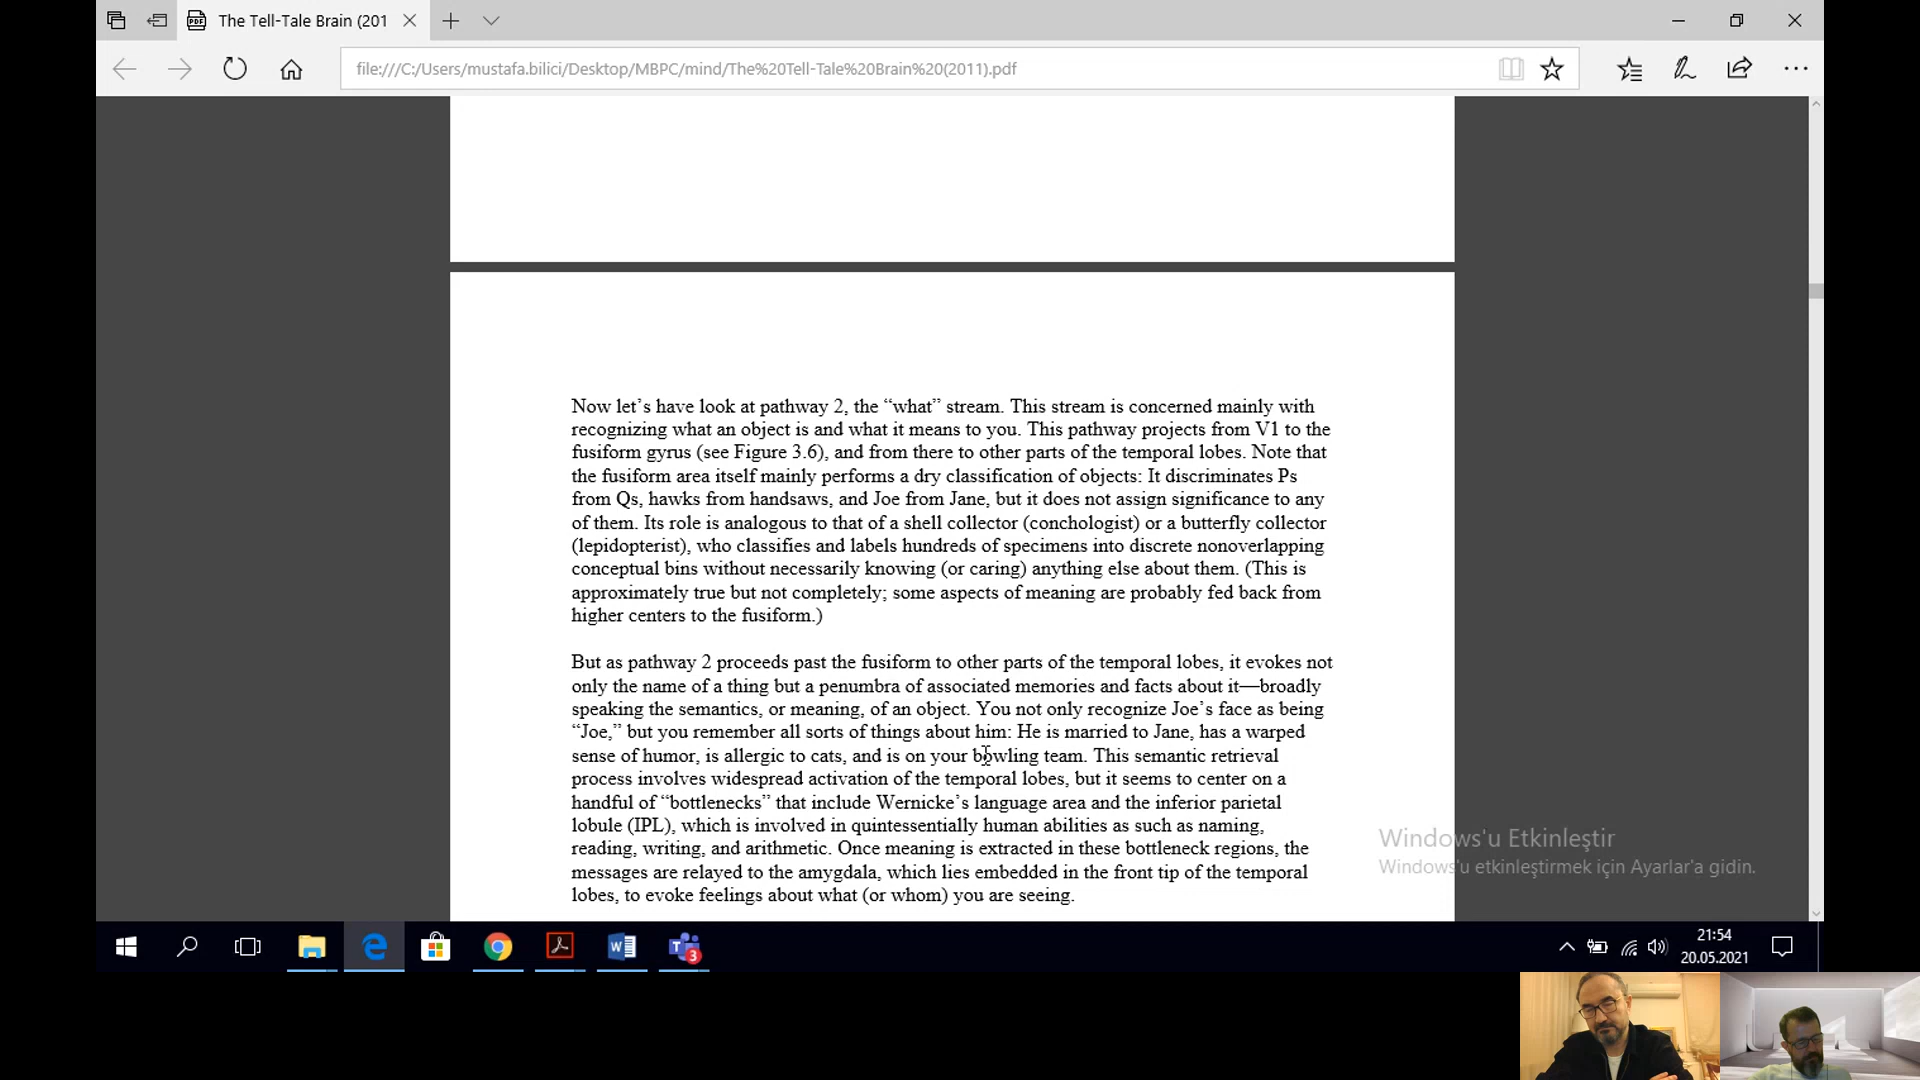 The Tell-Tale Brain (201
file:///C:/Users/mustafa.bilici/Desktop/MBPC/mind/The%20Tell-Tale%20Brain%20(2011).pdf
Now let’s have look at pathway 2, the “what” stream. This stream is concerned mainly with
recognizing what an object is and what it means to you. This pathway projects from V1 to the
fusiform gyrus (see Figure 3.6), and from there to other parts of the temporal lobes. Note that
the fusiform area itself mainly performs a dry classification of objects: It discriminates Ps
from Qs, hawks from handsaws, and Joe from Jane, but it does not assign significance to any
of them. Its role is analogous to that of a shell collector (conchologist) or a butterfly collector
(lepidopterist), who classifies and labels hundreds of specimens into discrete nonoverlapping
conceptual bins without necessarily knowing (or caring) anything else about them. (This is
approximately true but not completely; some aspects of meaning are probably fed back from
higher centers to the fusiform.)
But as pathway 2 proceeds past the fusiform to other parts of the temporal lobes, it evokes not
only the name of a thing but a penumbra of associated memories and facts about it—broadly
speaking the semantics, or meaning, of an object. You not only recognize Joe’s face as being
“Joe,” but you remember all sorts of things about him: He is married to Jane, has a warped
sense of humor, is allergic to cats, and is on your bowling team. This semantic retrieval
process involves widespread activation of the temporal lobes, but it seems to center on a
handful of “bottlenecks” that include Wernicke’s language area and the inferior parietal
lobule (IPL), which is involved in quintessentially human abilities as such as naming,
reading, writing, and arithmetic. Once meaning is extracted in these bottleneck regions, the
messages are relayed to the amygdala, which lies embedded in the front tip of the temporal
lobes, to evoke feelings about what (or whom) you are seeing.
Windows'u Etkinleştir
Windows'u etkinleştirmek için Ayarlar'a gidin.
3
21:54
20.05.2021